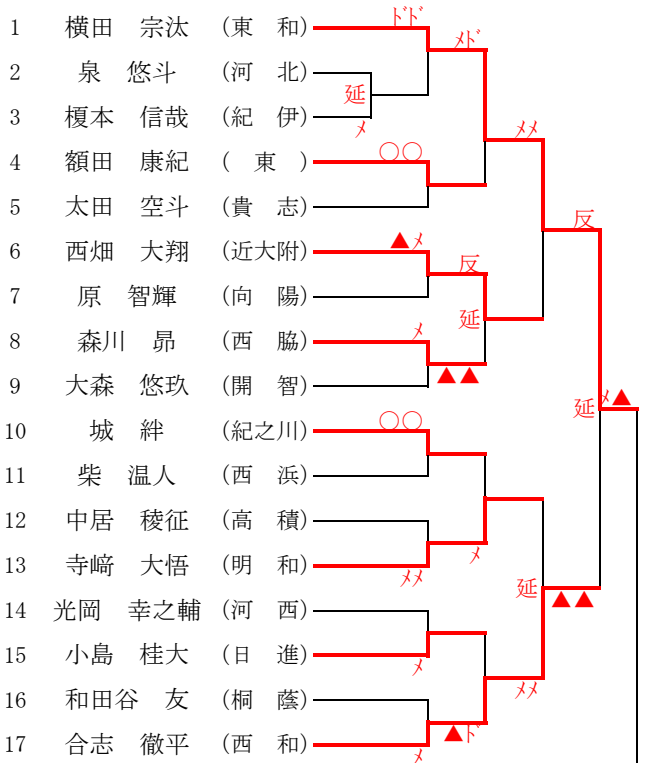 ドド
1 横田 宗汰 (東 和)
メド
2 泉 悠斗 (河 北)
延
3 榎本 信哉 (紀 伊)
メ
メメ
○○
4 額田 康紀 ( 東 )
5 太田 空斗 (貴 志)
反
▲メ
6 西畑 大翔 (近大附)
反
7 原 智輝 (向 陽)
延
メ
8 森川 昴 (西 脇)
▲▲
9 大森 悠玖 (開 智)
メ▲
延
○○
10 城 絆 (紀之川)
11 柴 温人 (西 浜)
12 中居 稜征 (高 積)
メ
13 寺﨑 大悟 (明 和)
メメ
延
▲▲
14 光岡 幸之輔 (河 西)
15 小島 桂大 (日 進)
メ
メメ
16 和田谷 友 (桐 蔭)
▲ド
17 合志 徹平 (西 和)
メ